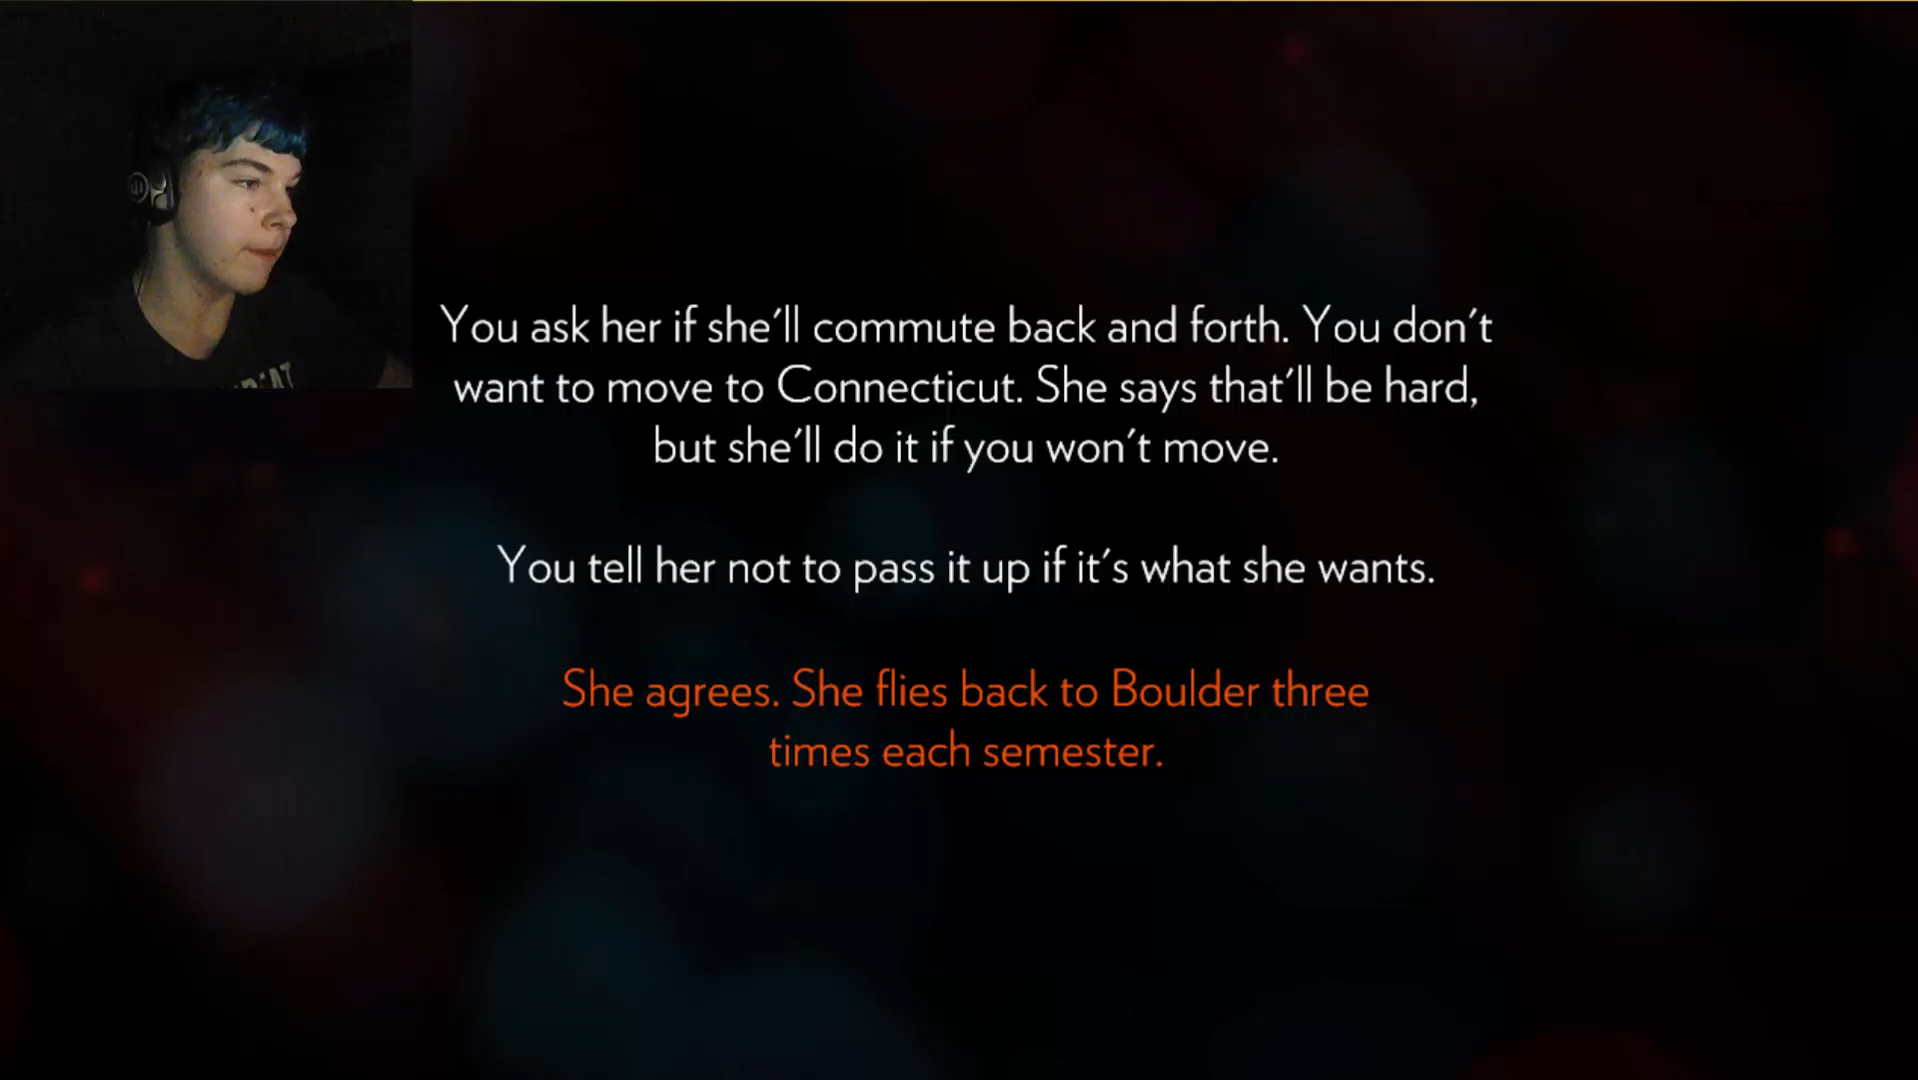 You ask her if she'll commute back and forth. You don't
want to move to Connecticut. She says that'll be hard,
but she'll do it if you won't move.
You tell her not to pass it up if it's what she wants.
She agrees. She flies back to Boulder three
times each semester.